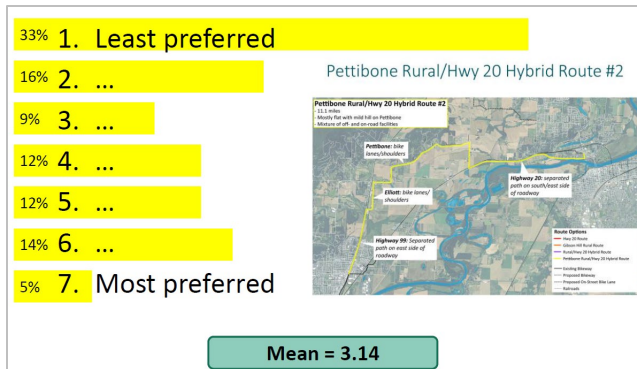 33% 1. Least preferred
16% 2. ...
9% 3. ...
12% 4. ...
12% 5. ...
14% 6. ...
5% 7. Most preferred
Pettibone Rural/Hwy 20 Hybrid Route #2
Pettibone Rural/Hwy 20 Hybrid Route #2
- 11.1 miles
- Mostly flat with mild hill on Pettibone
- Mixture of off- and on-road facilities
Pettibone: bike
lanes/shoulders
Elliott: bike lanes/
shoulders
Highway 20: separated
path on south/east side
of roadway
Highway 99: Separated
path on east side of
roadway
Route Options
Hwy 20 Route
Gibson Hill Rural Route
Rural/Hwy 20 Hybrid Route
Pettibone Rural/Hwy 20 Hybrid Route
Existing Bikeway
Proposed Bikeway
Proposed On Street Bike Lane
Railroads
Mean = 3.14